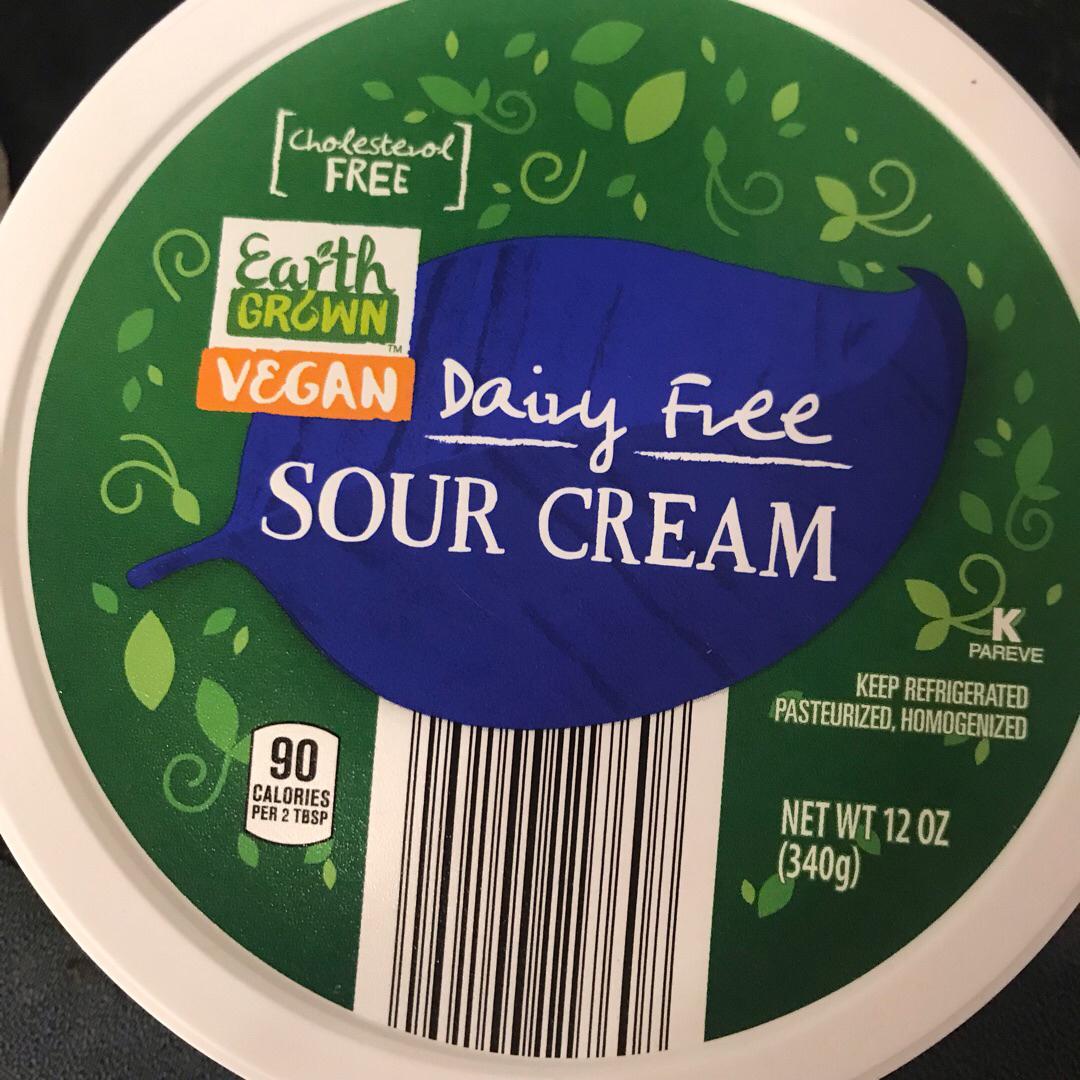 Cholesterol
FREE
Earth
GROWN
TM
VEGAN
Dairy Free
SOUR CREAM
K
PAREVE
KEEP REFRIGERATED
PASTEURIZED, HOMOGENIZED
90
CALORIES
PER 2 TBSP
NET WT 12 OZ
(340g)